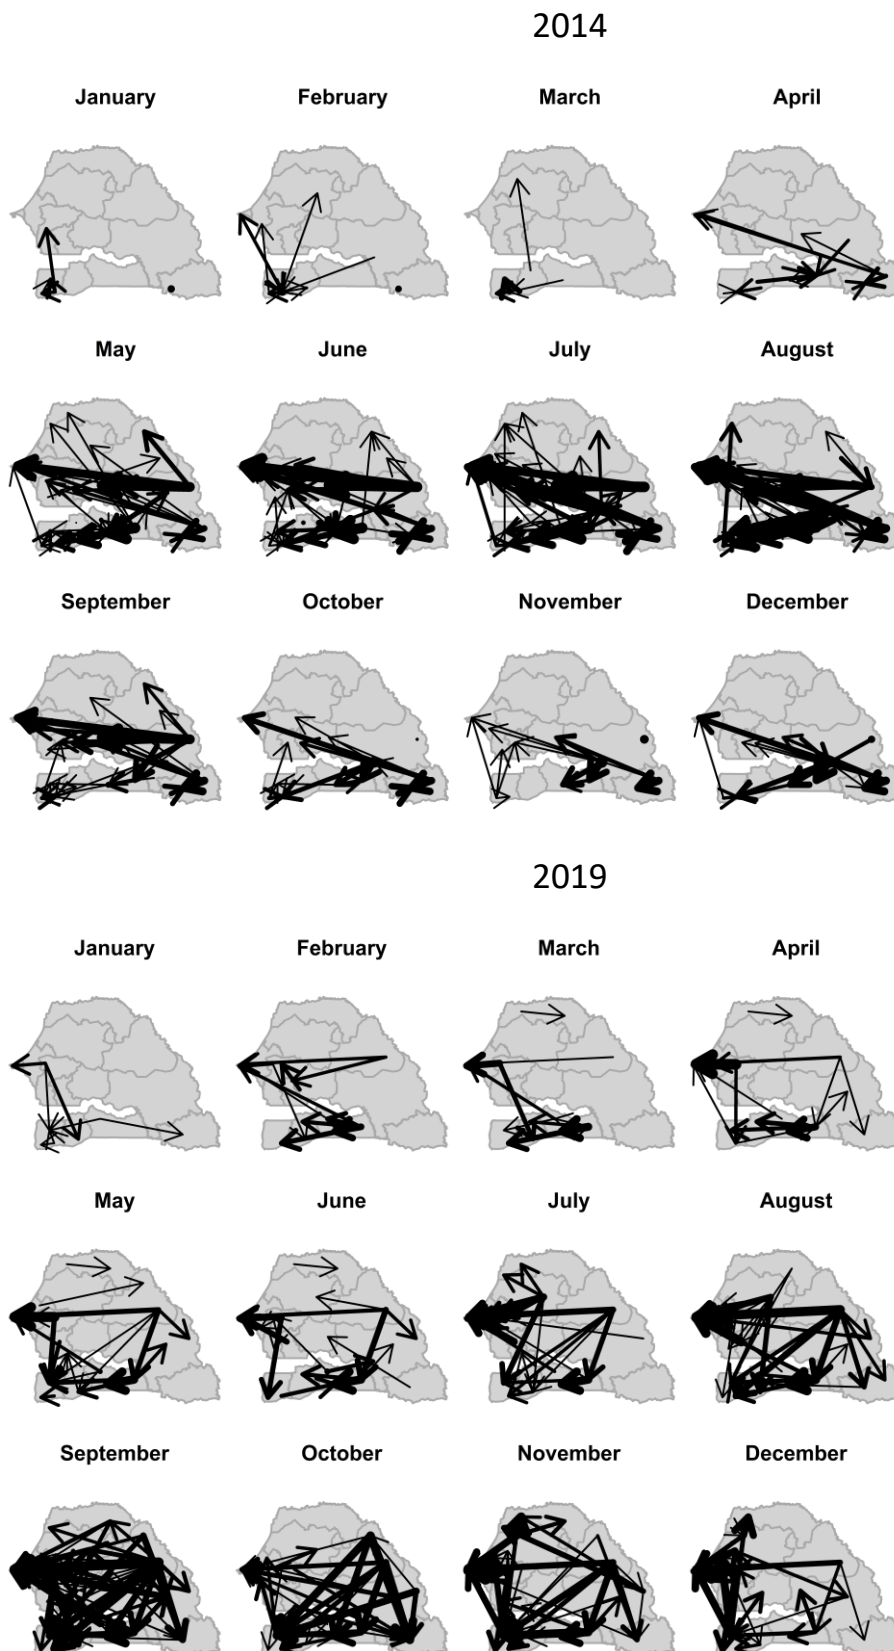 2014
January February March April
May June July August
September October November December
2019
January February March April
May June July August
September October November December